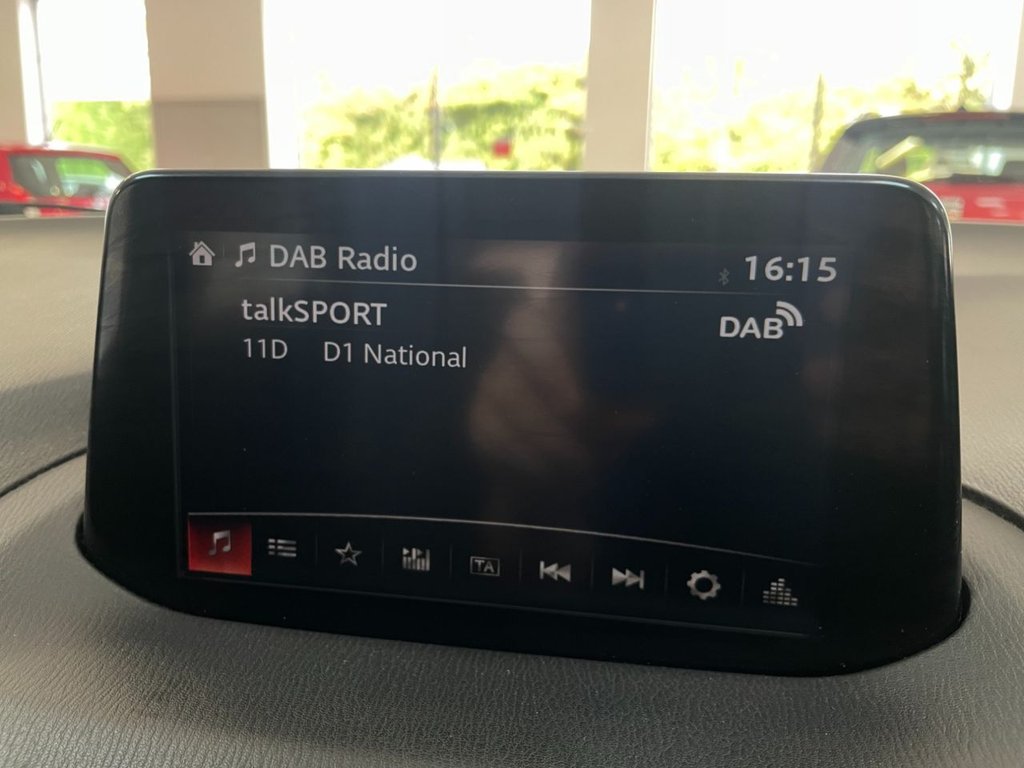 DAB Radio 16:15
talkSPORT DAB
11D D1 National
TA